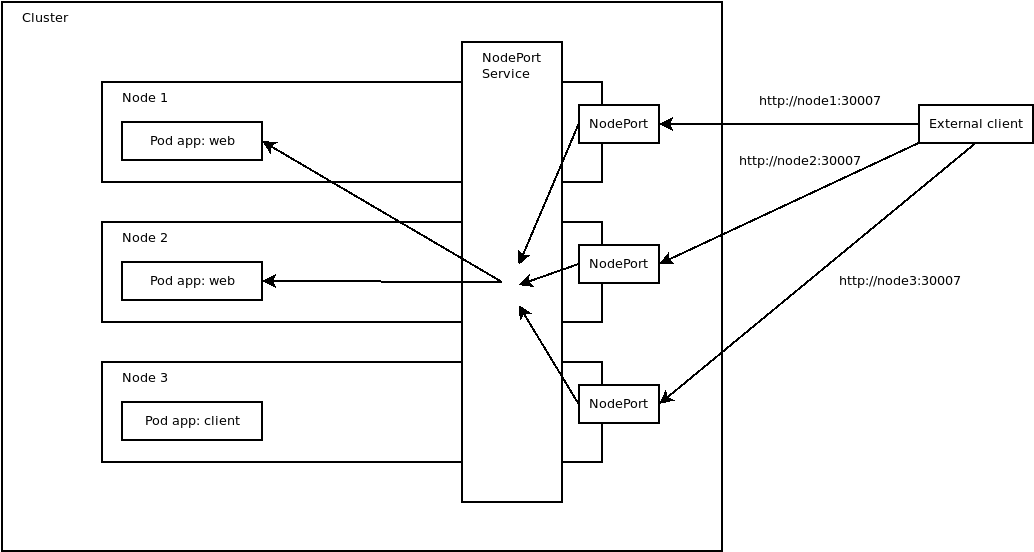 Cluster
NodePort
Service
Node 1
Pod app: web
NodePort
http://node1:30007
External client
http://node2:30007
Node 2
Pod app: web
NodePort
http://node3:30007
Node 3
Pod app: client
NodePort